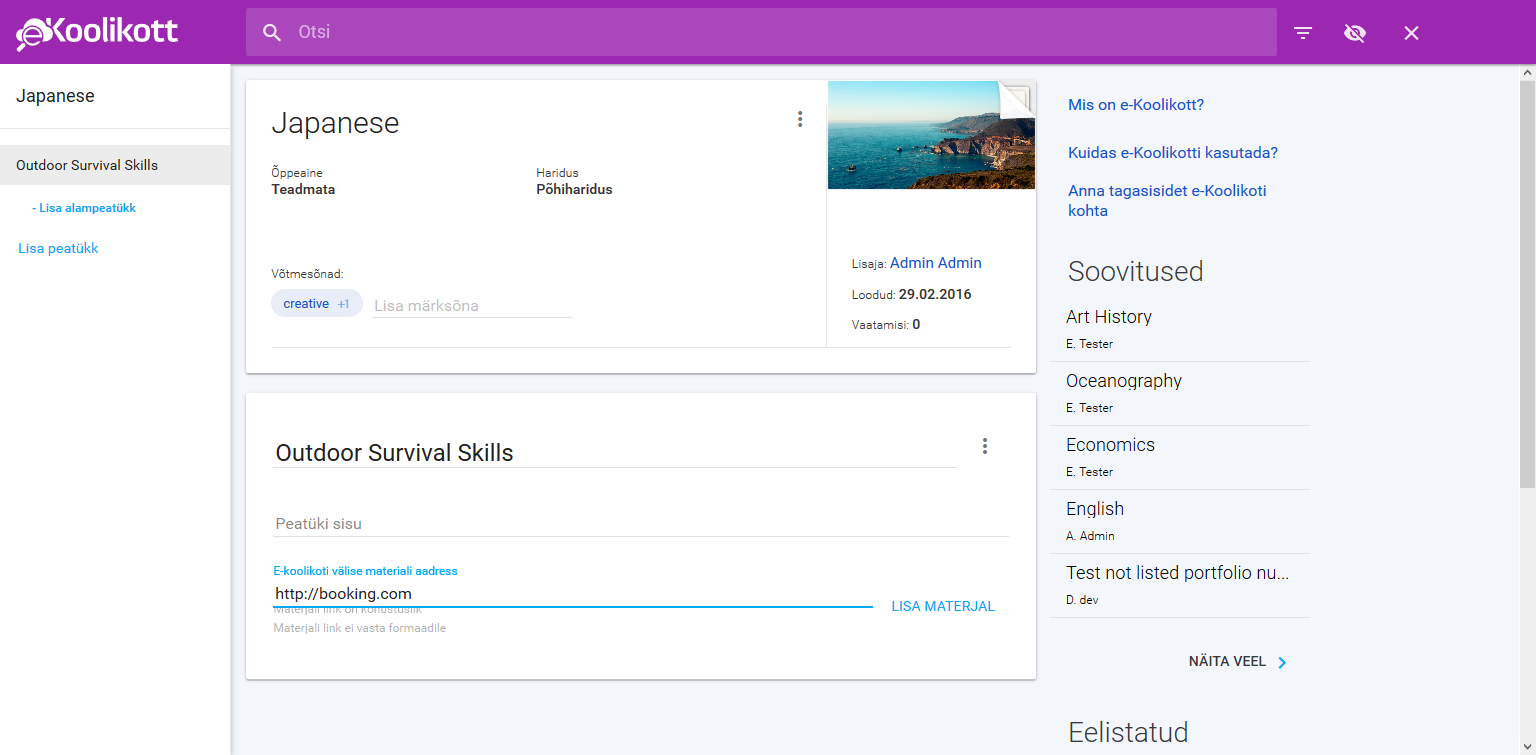 eKoolikott
Otsi
Japanese
Outdoor Survival Skills
- Lisa alampeatükk
Lisa peatükk
Japanese
Õppeaine
Teadmata
Haridus
Põhiharidus
Võtmesõnad:
creative +1
Lisa märksõna
Lisaja: Admin Admin
Loodud: 29.02.2016
Vaatamisi: 0
Outdoor Survival Skills
Peatüki sisu
E-koolikoti välise materiali aadress
http://booking.com
Materjali link on kohustuslik
Materjali link ei vasta formaadile
LISA MATERJAL
Mis on e-Koolikott?
Kuidas e-Koolikotti kasutada?
Anna tagasisidet e-Koolikoti
kohta
Soovitused
Art History
E. Tester
Oceanography
E. Tester
Economics
E. Tester
English
A. Admin
Test not listed portfolio nu...
D. dev
NÄITA VEEL
Eelistatud